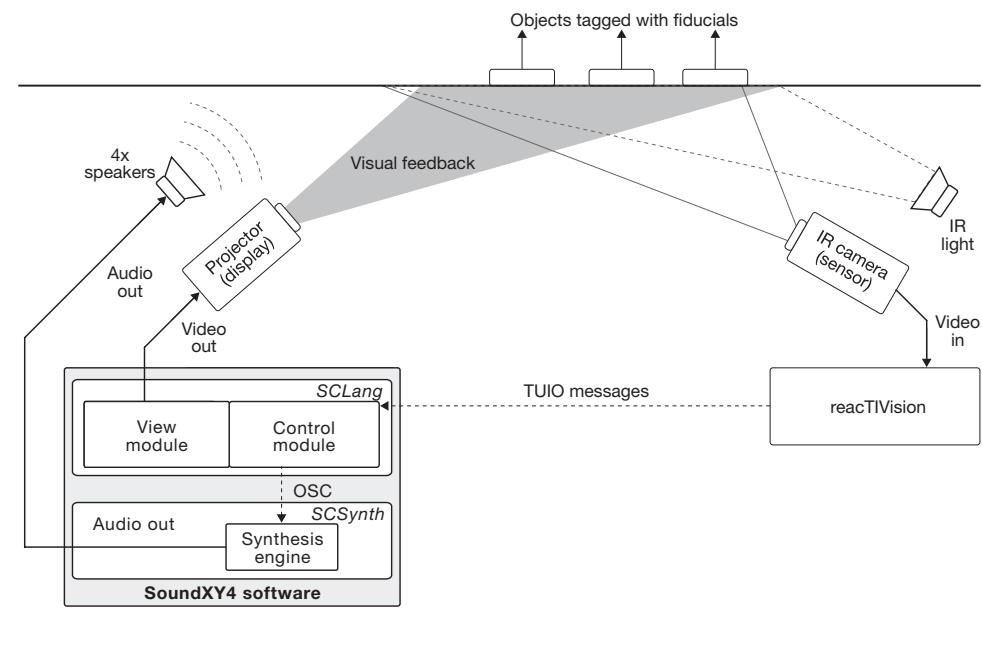 Objects tagged with fiducials
4x
speakers
Visual feedback
Projector
(display)
IR camera
(sensor)
IR
light
Audio
out
Video
out
Video
in
SCLang
View
module
Control
module
TUIO messages
reacTIVision
OSC
SCSynth
Audio out
Synthesis
engine
SoundXY4 software